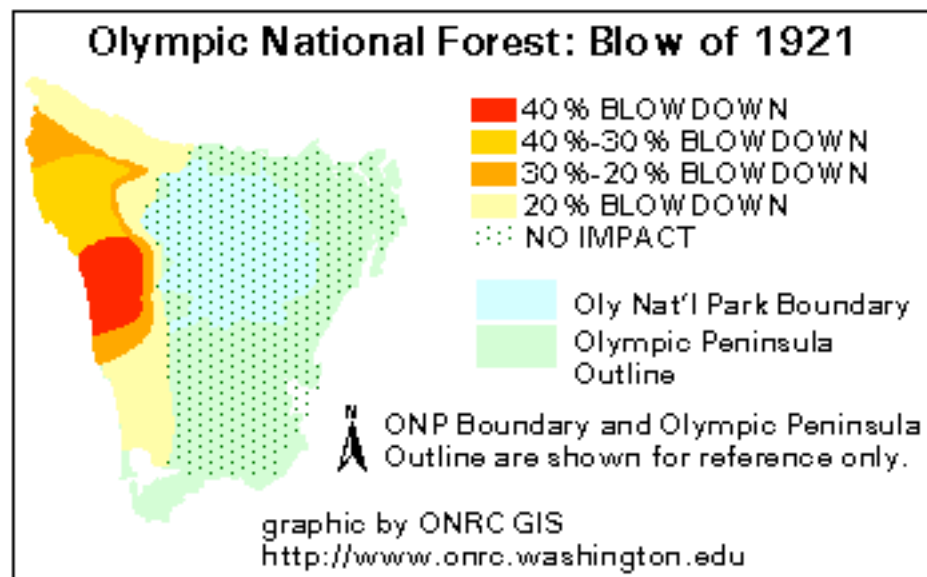 Olympic National Forest: Blow of 1921
40% BLOWDOWN
40%-30% BLOWDOWN
30%-20% BLOWDOWN
20% BLOWDOWN
NO IMPACT
Oly Nat'l Park Boundary
Olympic Peninsula
Outline
N
ONP Boundary and Olympic Peninsula
Outline are shown for reference only.
graphic by ONRC GIS
http://www.onrc.washington.edu